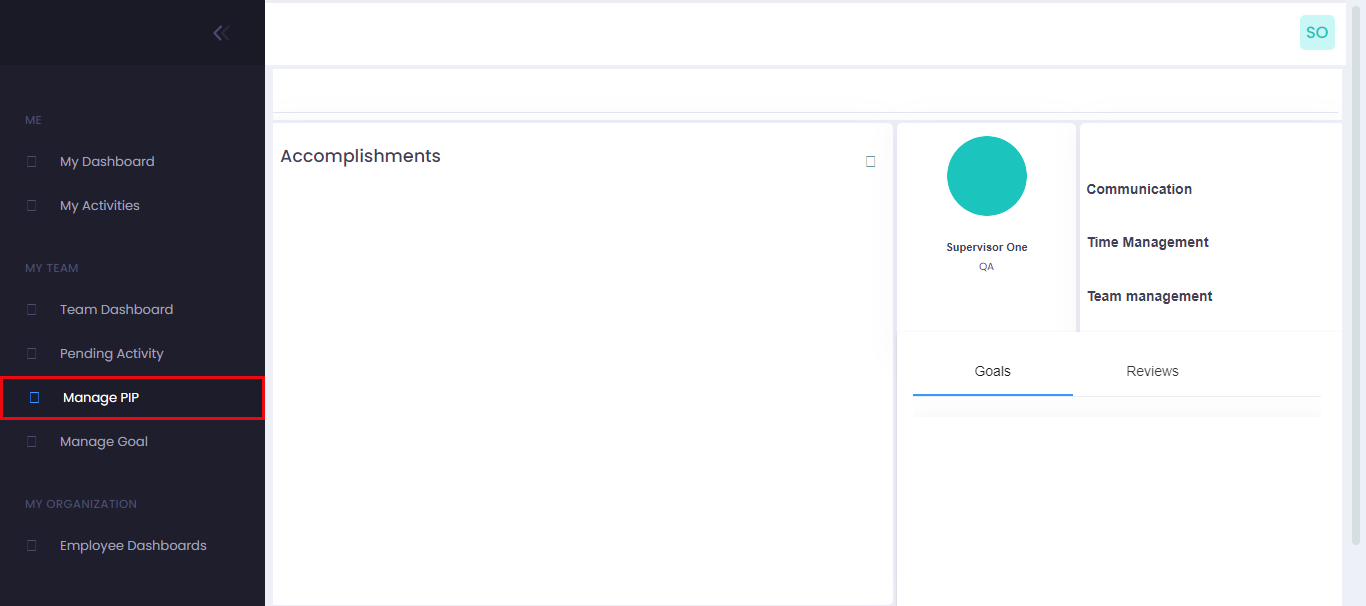 SO
ME
My Dashboard
My Activities
MY TEAM
Team Dashboard
Pending Activity
Manage PIP
Manage Goal
MY ORGANIZATION
Employee Dashboards
Accomplishments
Supervisor One
QA
Communication
Time Management
Team management
Goals
Reviews